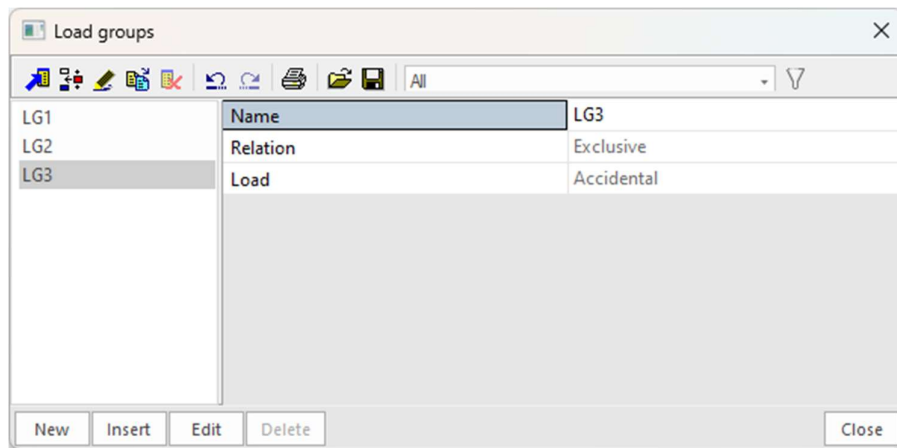 Load groups
All
LG1
LG2
LG3
Name LG3
Relation Exclusive
Load Accidental
New Insert Edit Delete Close